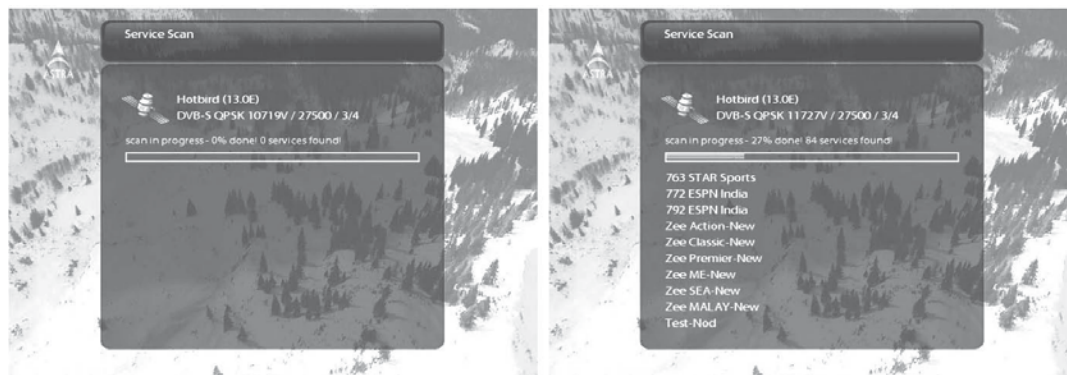 Service Scan
ASTRA
Hotbird (13.0E)
DVB-S QPSK 10719V / 27500 / 3/4
scan in progress - 0% done! 0 services found!
Service Scan
ASTRA
Hotbird (13.0E)
DVB-S QPSK 11727V / 27500 / 3/4
scan in progress - 27% done! 84 services found!
763 STAR Sports
772 ESPN India
792 ESPN India
Zee Action-New
Zee Classic-New
Zee Premier-New
Zee ME-New
Zee SEA-New
Zee MALAY-New
Test-Nod